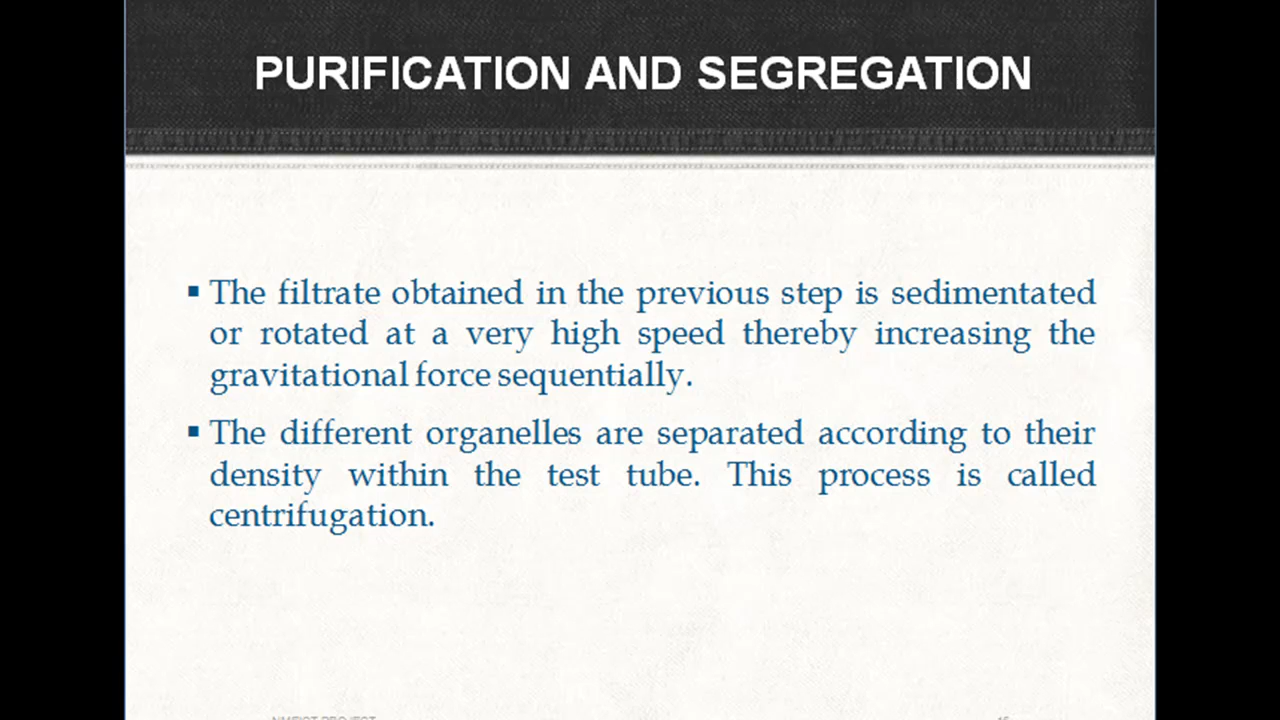 PURIFICATION AND SEGREGATION
▪ The filtrate obtained in the previous step is sedimentated
or rotated at a very high speed thereby increasing the
gravitational force sequentially.
▪ The different organelles are separated according to their
density within the test tube. This process is called
centrifugation.